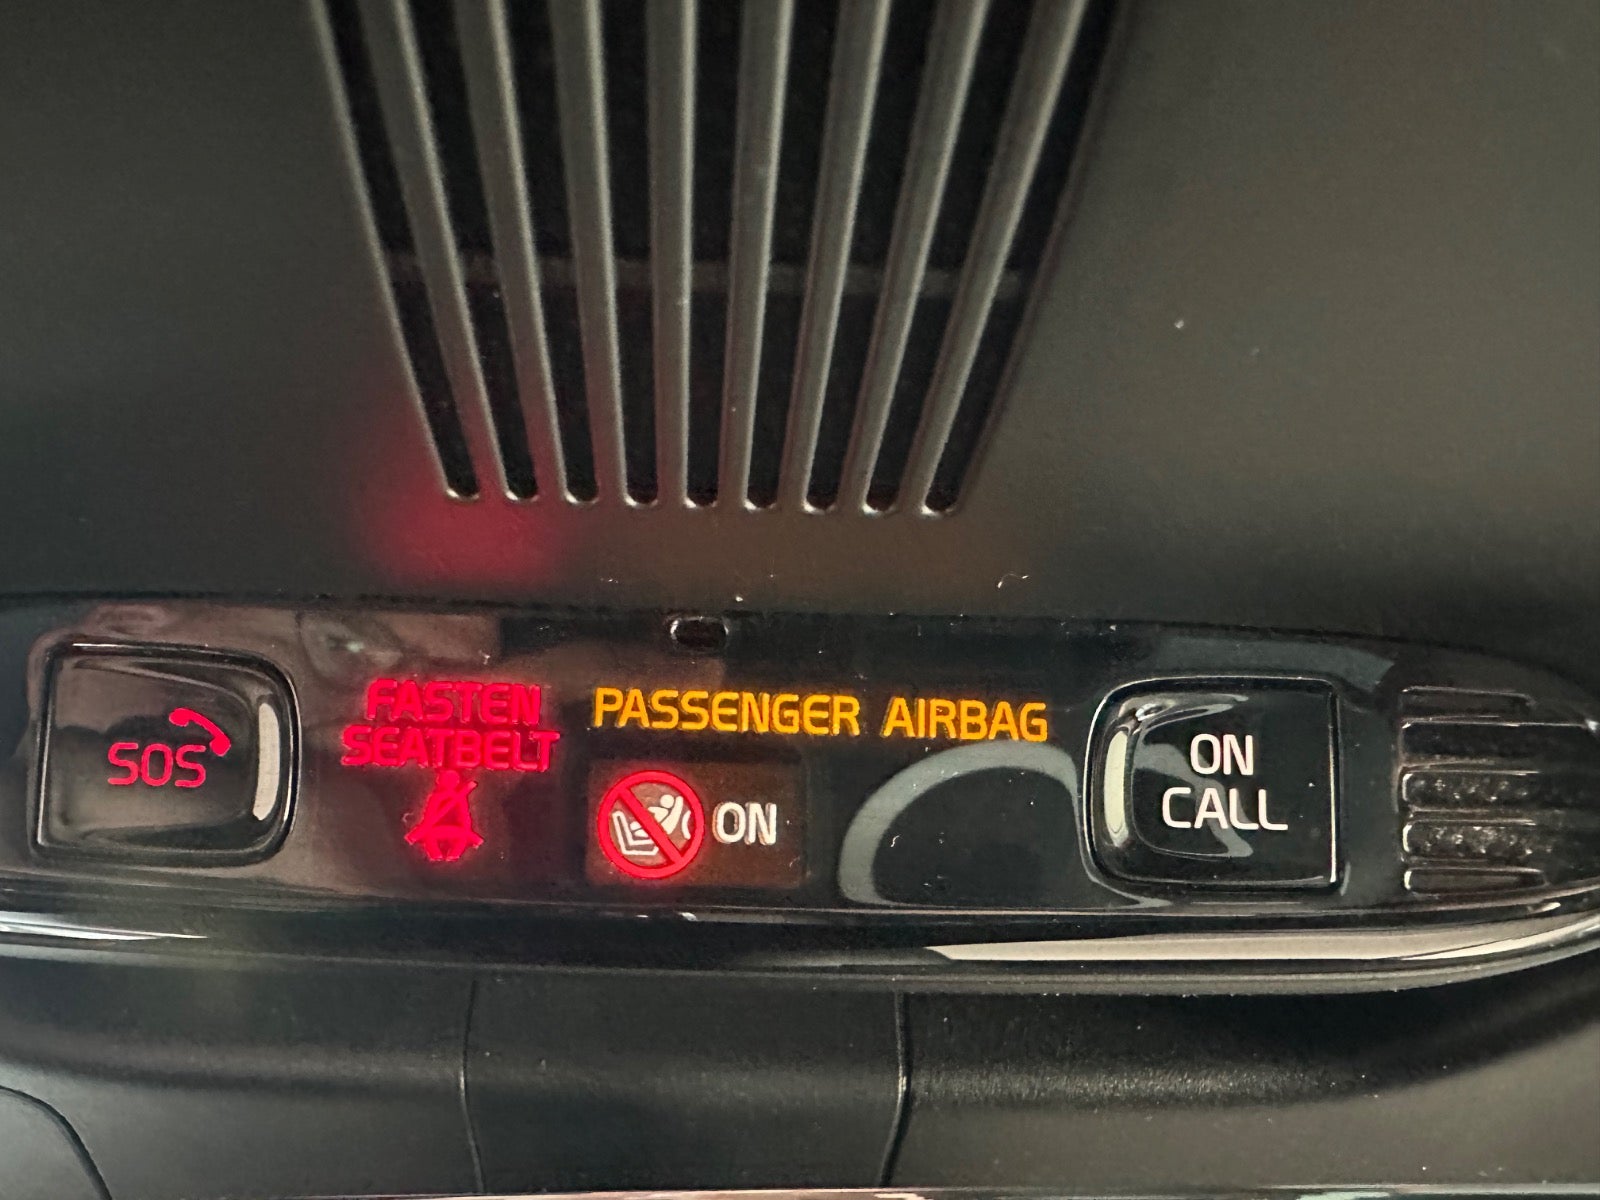 SOS
FASTEN
SEATBELT
PASSENGER AIRBAG
ON
ON
CALL